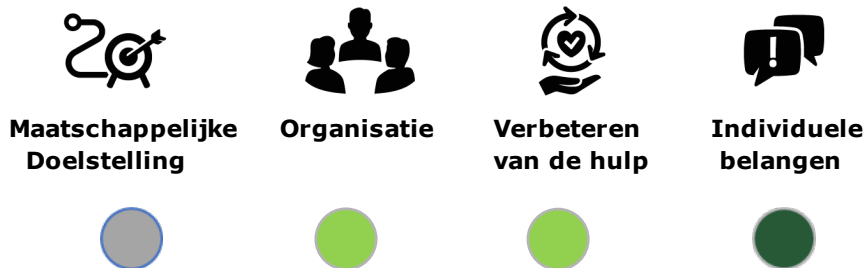 Maatschappelijke Doelstelling
Organisatie
Verbeteren van de hulp
Individuele belangen